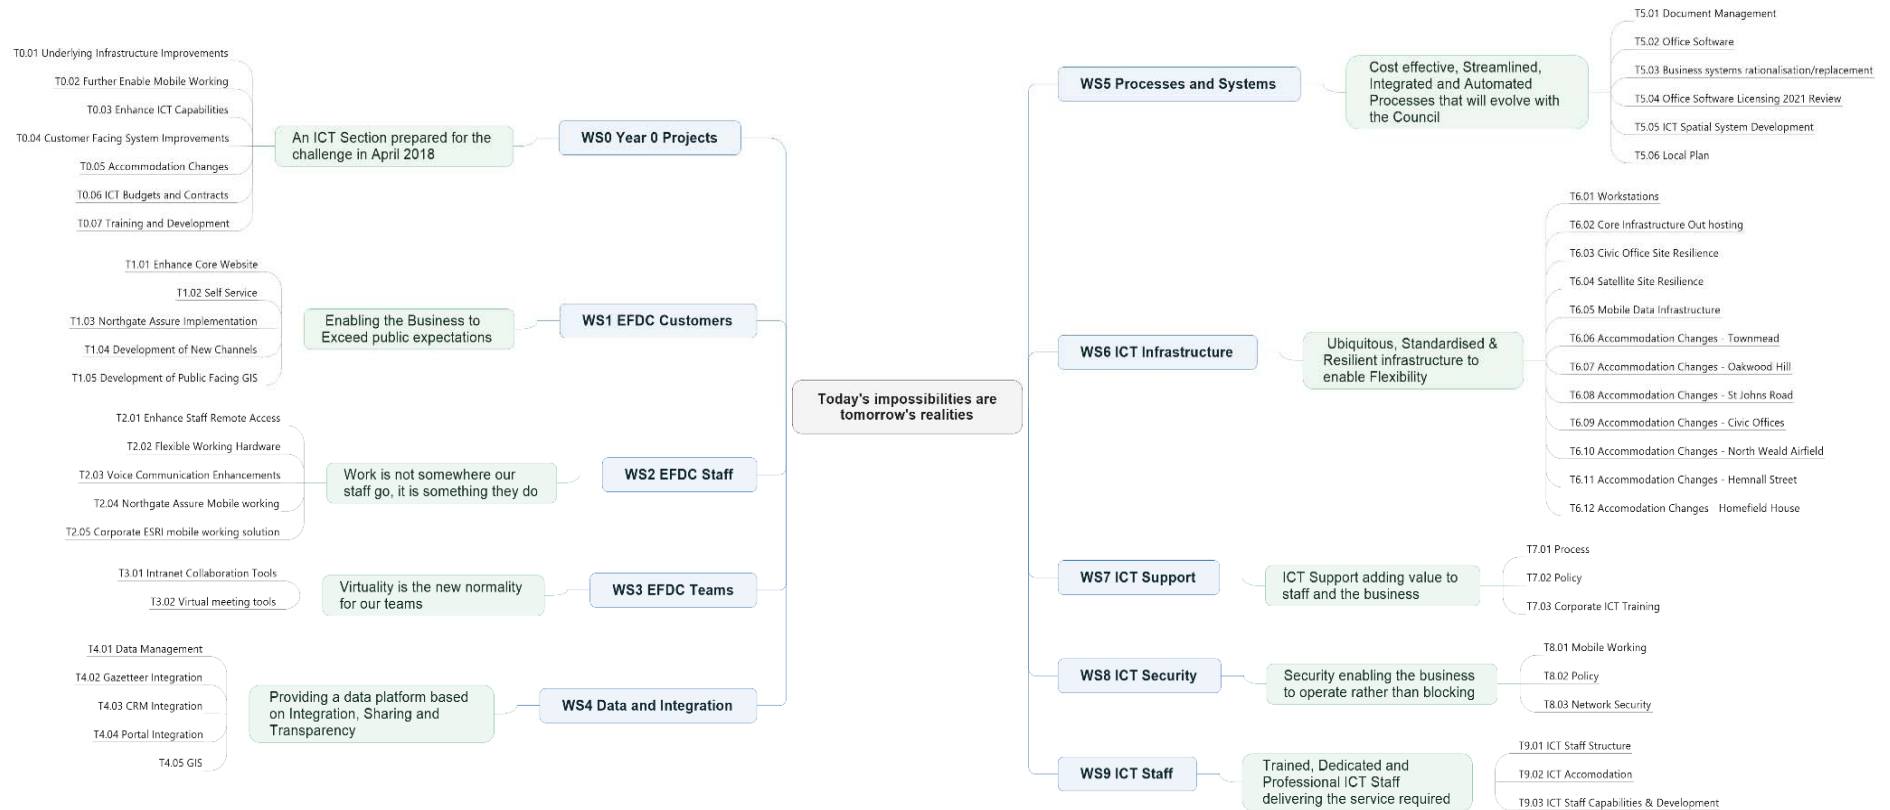 Today's impossibilities are
tomorrow's realities
WS0 Year 0 Projects
An ICT Section prepared for the
challenge in April 2018
T0.01 Underlying Infrastructure Improvements
T0.02 Further Enable Mobile Working
T0.03 Enhance ICT Capabilities
T0.04 Customer Facing System Improvements
T0.05 Accommodation Changes
T0.06 ICT Budgets and Contracts
T0.07 Training and Development
WS1 EFDC Customers
Enabling the Business to
Exceed public expectations
T1.01 Enhance Core Website
T1.02 Self Service
T1.03 Northgate Assure Implementation
T1.04 Development of New Channels
T1.05 Development of Public Facing GIS
WS2 EFDC Staff
Work is not somewhere our
staff go, it is something they do
T2.01 Enhance Staff Remote Access
T2.02 Flexible Working Hardware
T2.03 Voice Communication Enhancements
T2.04 Northgate Assure Mobile working
T2.05 Corporate ESRI mobile working solution
WS3 EFDC Teams
Virtuality is the new normality
for our teams
T3.01 Intranet Collaboration Tools
T3.02 Virtual meeting tools
WS4 Data and Integration
Providing a data platform based
on Integration, Sharing and
Transparency
T4.01 Data Management
T4.02 Gazetteer Integration
T4.03 CRM Integration
T4.04 Portal Integration
T4.05 GIS
WS5 Processes and Systems
Cost effective, Streamlined,
Integrated and Automated
Processes that will evolve with
the Council
T5.01 Document Management
T5.02 Office Software
T5.03 Business systems rationalisation/replacement
T5.04 Office Software Licensing 2021 Review
T5.05 ICT Spatial System Development
T5.06 Local Plan
WS6 ICT Infrastructure
Ubiquitous, Standardised &
Resilient infrastructure to
enable Flexibility
T6.01 Workstations
T6.02 Core Infrastructure Out hosting
T6.03 Civic Office Site Resilience
T6.04 Satellite Site Resilience
T6.05 Mobile Data Infrastructure
T6.06 Accommodation Changes - Townmead
T6.07 Accommodation Changes - Oakwood Hill
T6.08 Accommodation Changes - St Johns Road
T6.09 Accommodation Changes - Civic Offices
T6.10 Accommodation Changes - North Weald Airfield
T6.11 Accommodation Changes - Hemnall Street
T6.12 Accomodation Changes Homefield House
WS7 ICT Support
ICT Support adding value to
staff and the business
T7.01 Process
T7.02 Policy
T7.03 Corporate ICT Training
WS8 ICT Security
Security enabling the business
to operate rather than blocking
T8.01 Mobile Working
T8.02 Policy
T8.03 Network Security
WS9 ICT Staff
Trained, Dedicated and
Professional ICT Staff
delivering the service required
T9.01 ICT Staff Structure
T9.02 ICT Accomodation
T9.03 ICT Staff Capabilities & Development